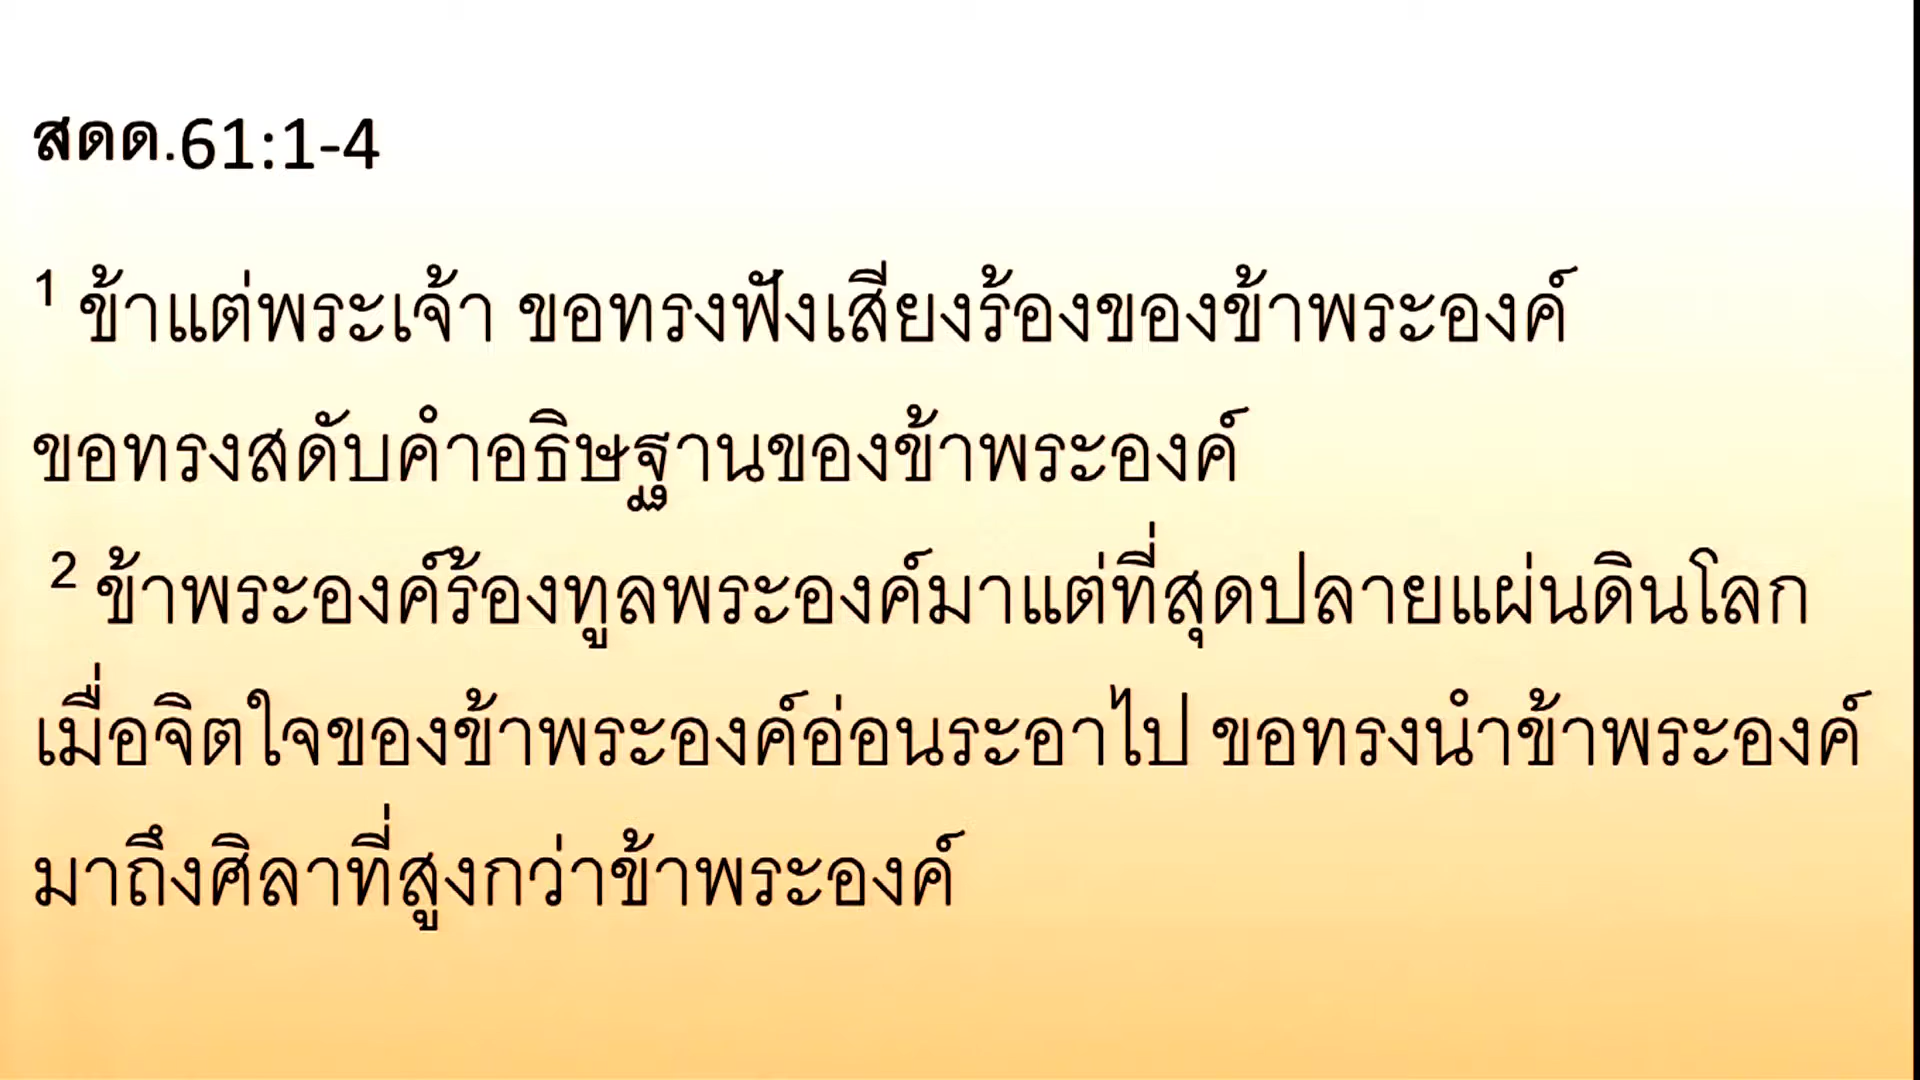 สดด.61:1-4
1 ข้าแต่พระเจ้า ขอทรงฟังเสียงร้องของข้าพระองค์
ขอทรงสดับคำอธิษฐานของข้าพระองค์
2 ข้าพระองค์ร้องทูลพระองค์มาแต่ที่สุดปลายแผ่นดินโลก
เมื่อจิตใจของข้าพระองค์อ่อนระอาไป ขอทรงนำข้าพระองค์
มาถึงศิลาที่สูงกว่าข้าพระองค์